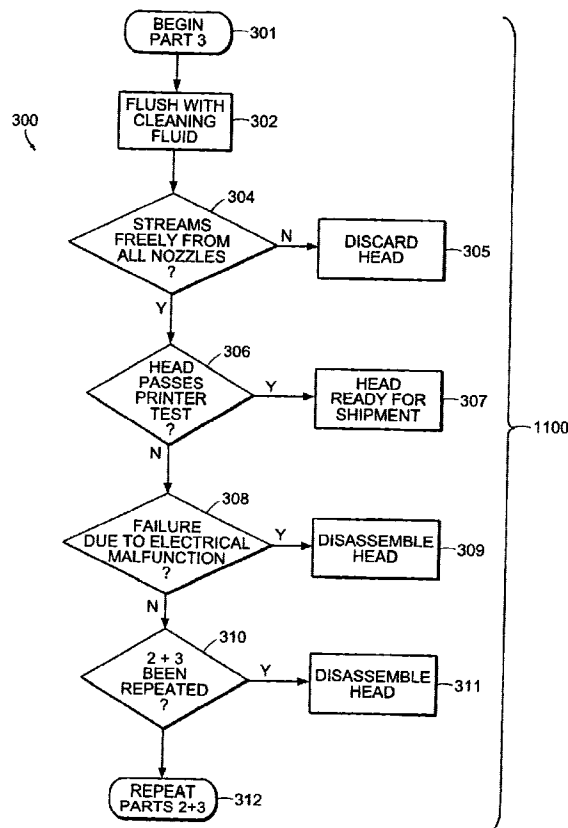 BEGIN
PART 3
301
300
FLUSH WITH
CLEANING
FLUID
302
304
STREAMS
FREELY FROM
ALL NOZZLES
?
N
DISCARD
HEAD
305
Y
306
HEAD
PASSES
PRINTER
TEST
?
Y
HEAD
READY FOR
SHIPMENT
307
1100
N
308
FAILURE
DUE TO ELECTRICAL
MALFUNCTION
?
Y
DISASSEMBLE
HEAD
309
N
310
2 + 3
BEEN
REPEATED
?
Y
DISASSEMBLE
HEAD
311
REPEAT
PARTS 2+3
312